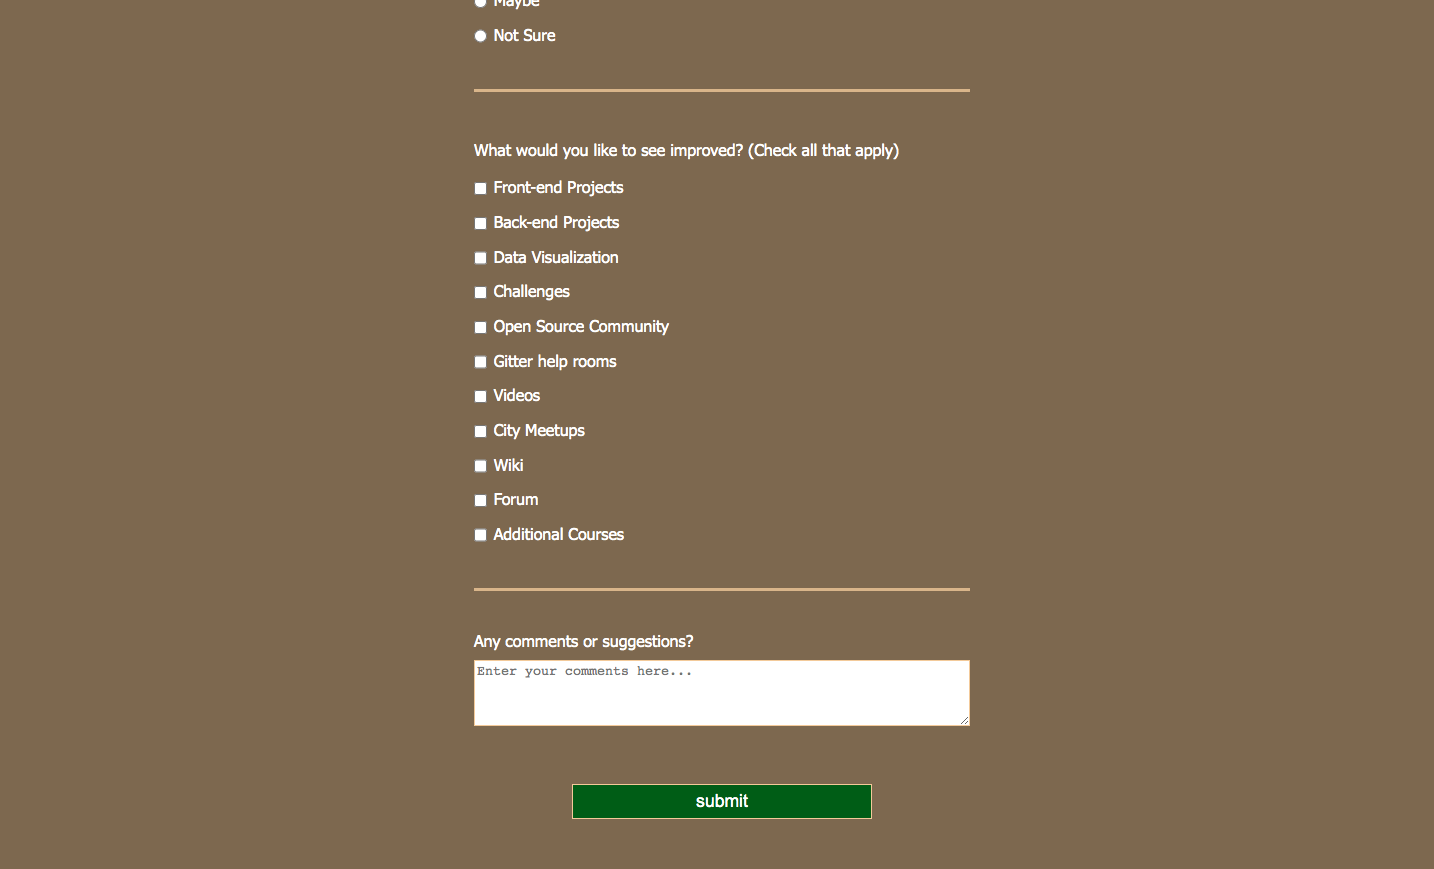 Maybe
Not Sure
What would you like to see improved? (Check all that apply)
Front-end Projects
Back-end Projects
Data Visualization
Challenges
Open Source Community
Gitter help rooms
Videos
City Meetups
Wiki
Forum
Additional Courses
Any comments or suggestions?
Enter your comments here...
submit